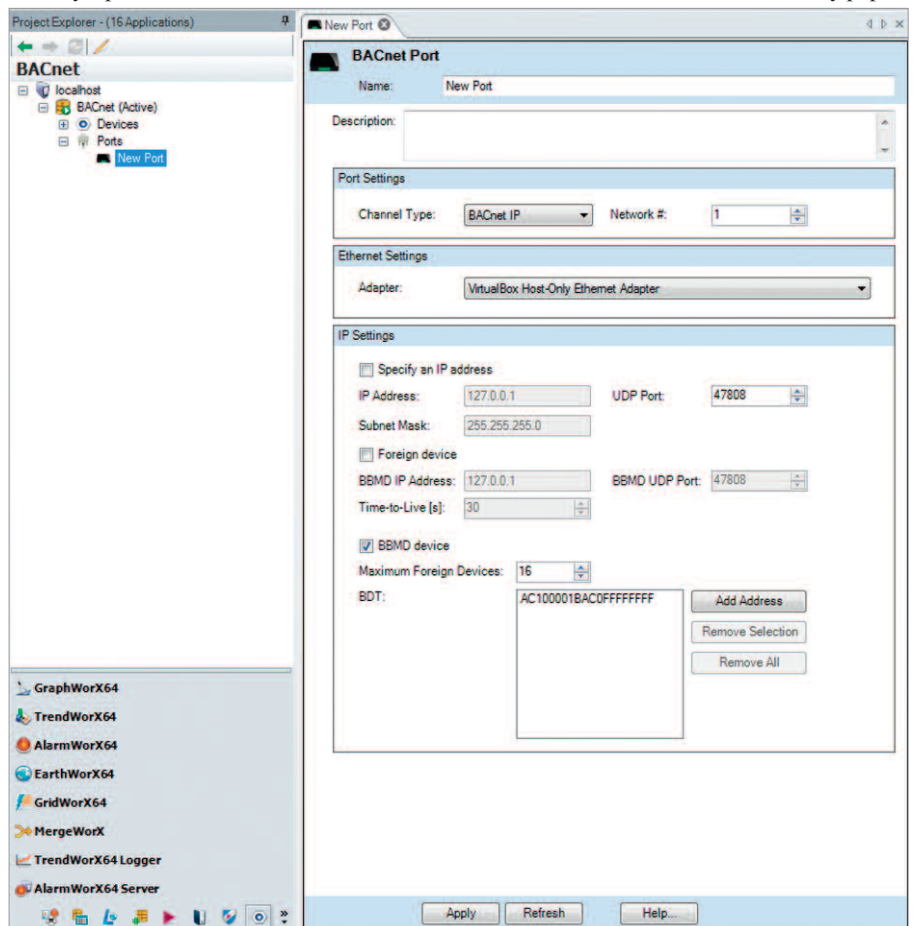 Project Explorer - (16 Applications)
BACnet
localhost
BACnet (Active)
Devices
Ports
New Port
GraphWorX64
TrendWorX64
AlarmWorX64
EarthWorX64
GridWorX64
MergeWorX
TrendWorX64 Logger
AlarmWorX64 Server
New Port
BACnet Port
Name: New Port
Description:
Port Settings
Channel Type: BACnet IP Network #: 1
Ethernet Settings
Adapter: VirtualBox Host-Only Ethernet Adapter
IP Settings
Specify an IP address
IP Address: 127.0.0.1 UDP Port: 47808
Subnet Mask: 255.255.255.0
Foreign device
BBMD IP Address: 127.0.0.1 BBMD UDP Port: 47808
Time-to-Live [s]: 30
BBMD device
Maximum Foreign Devices: 16
BDT: AC100001BAC0FFFFFFFF Add Address
Remove Selection
Remove All
Apply Refresh Help...